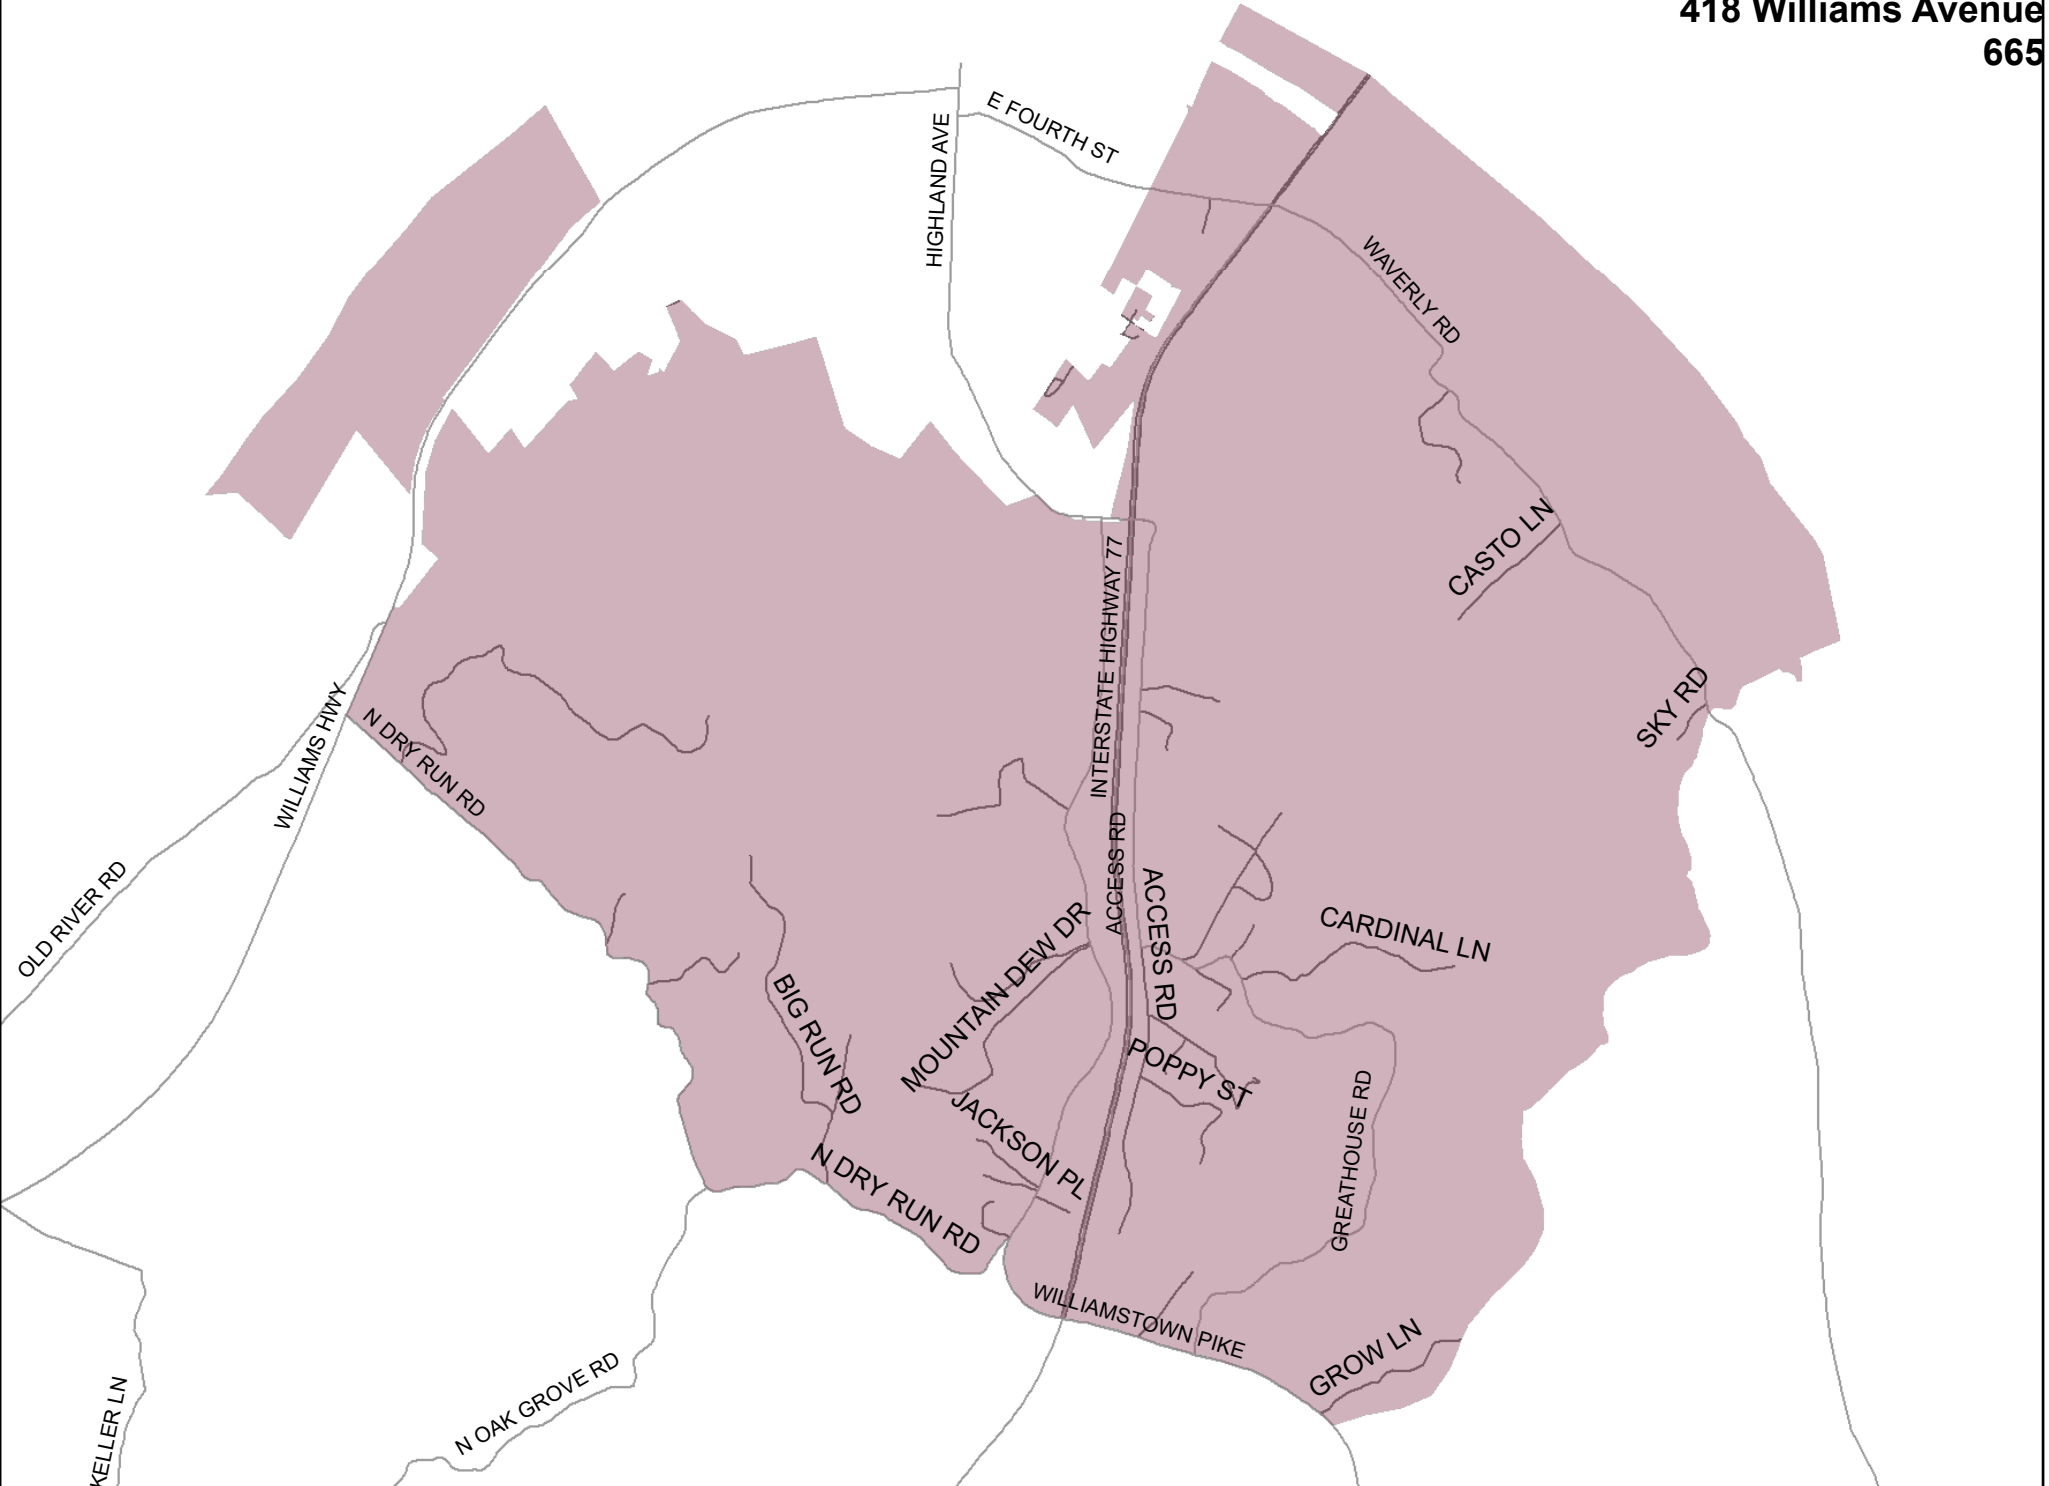 418 Williams Avenue
665
E FOURTH ST
HIGHLAND AVE
WAVERLY RD
CASTO LN
INTERSTATE HIGHWAY 77
SKY RD
WILLIAMS HWY
N DRY RUN RD
OLD RIVER RD
ACCESS RD
ACCESS RD
CARDINAL LN
MOUNTAIN DEW DR
BIG RUN RD
POPPY ST
JACKSON PL
GREATHOUSE RD
N DRY RUN RD
WILLIAMSTOWN PIKE
GROW LN
N OAK GROVE RD
KELLER LN